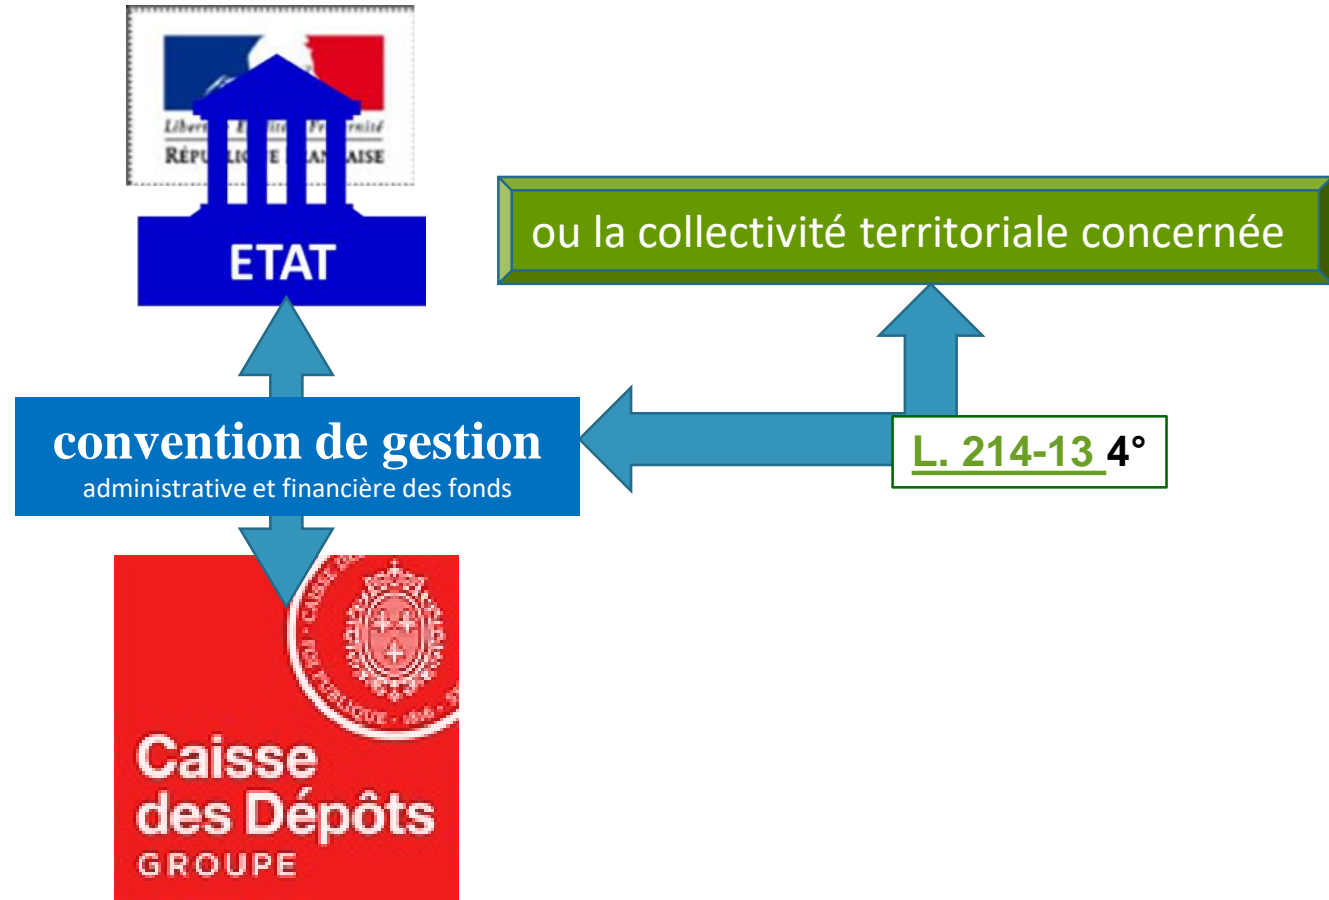 ETAT
ou la collectivité territoriale concernée
convention de gestion
administrative et financière des fonds
L. 214-13 4°
Caisse
des Dépôts
GROUPE